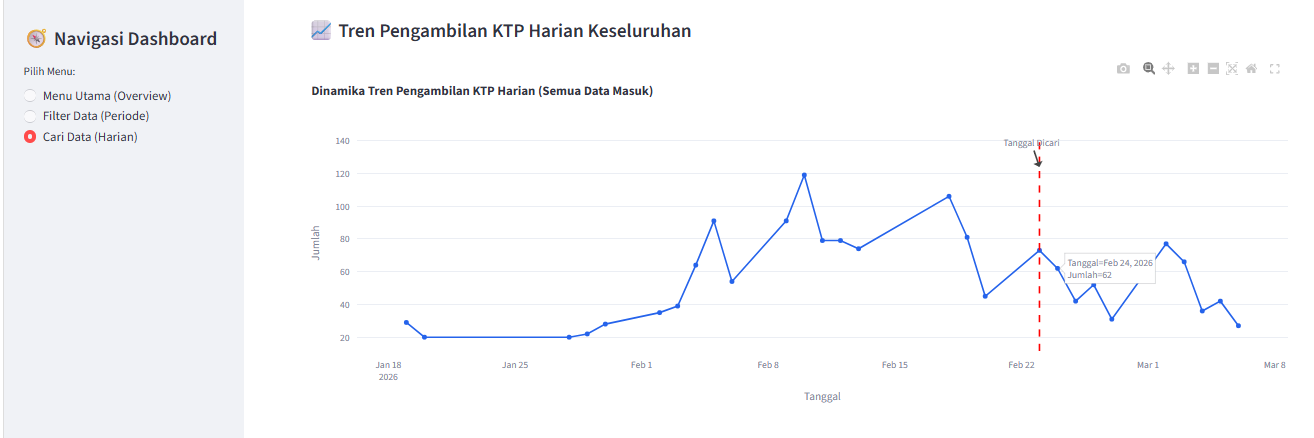 Navigasi Dashboard
Pilih Menu:
Menu Utama (Overview)
Filter Data (Periode)
Cari Data (Harian)
Tren Pengambilan KTP Harian Keseluruhan
Dinamika Tren Pengambilan KTP Harian (Semua Data Masuk)
Tanggal Dicari
140
120
100
80
60
40
20
Jumlah
Tanggal=Feb 24, 2026
Jumlah=62
Jan 18 Jan 25 Feb 1 Feb 8 Feb 15 Feb 22 Mar 1 Mar 8
2026
Tanggal